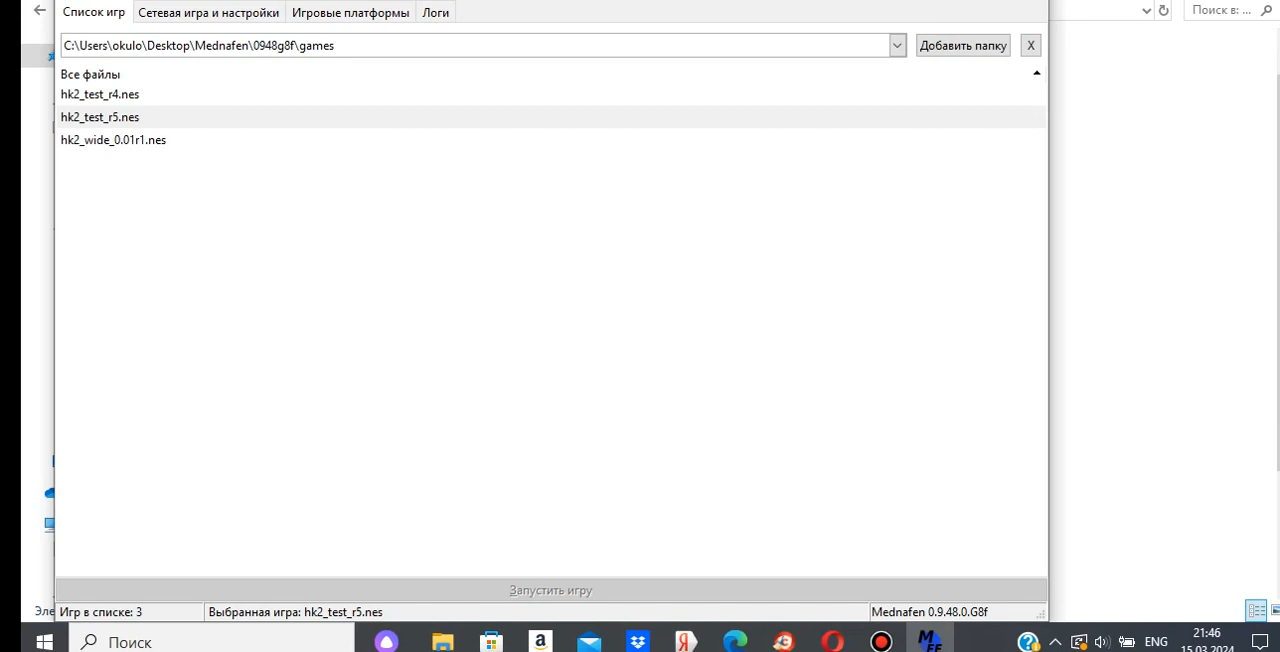 Список игр
Сетевая игра и настройки
Игровые платформы
Логи
Поиск в: ...
C:\Users\okulo\Desktop\Mednafen\0948g8f\games
Добавить папку
X
Все файлы
hk2_test_r4.nes
hk2_test_r5.nes
hk2_wide_0.01r1.nes
Запустить игру
Эле
Игр в списке: 3
Выбранная игра: hk2_test_r5.nes
Mednafen 0.9.48.0.G8f
Поиск
ENG
21:46
15.03.2024